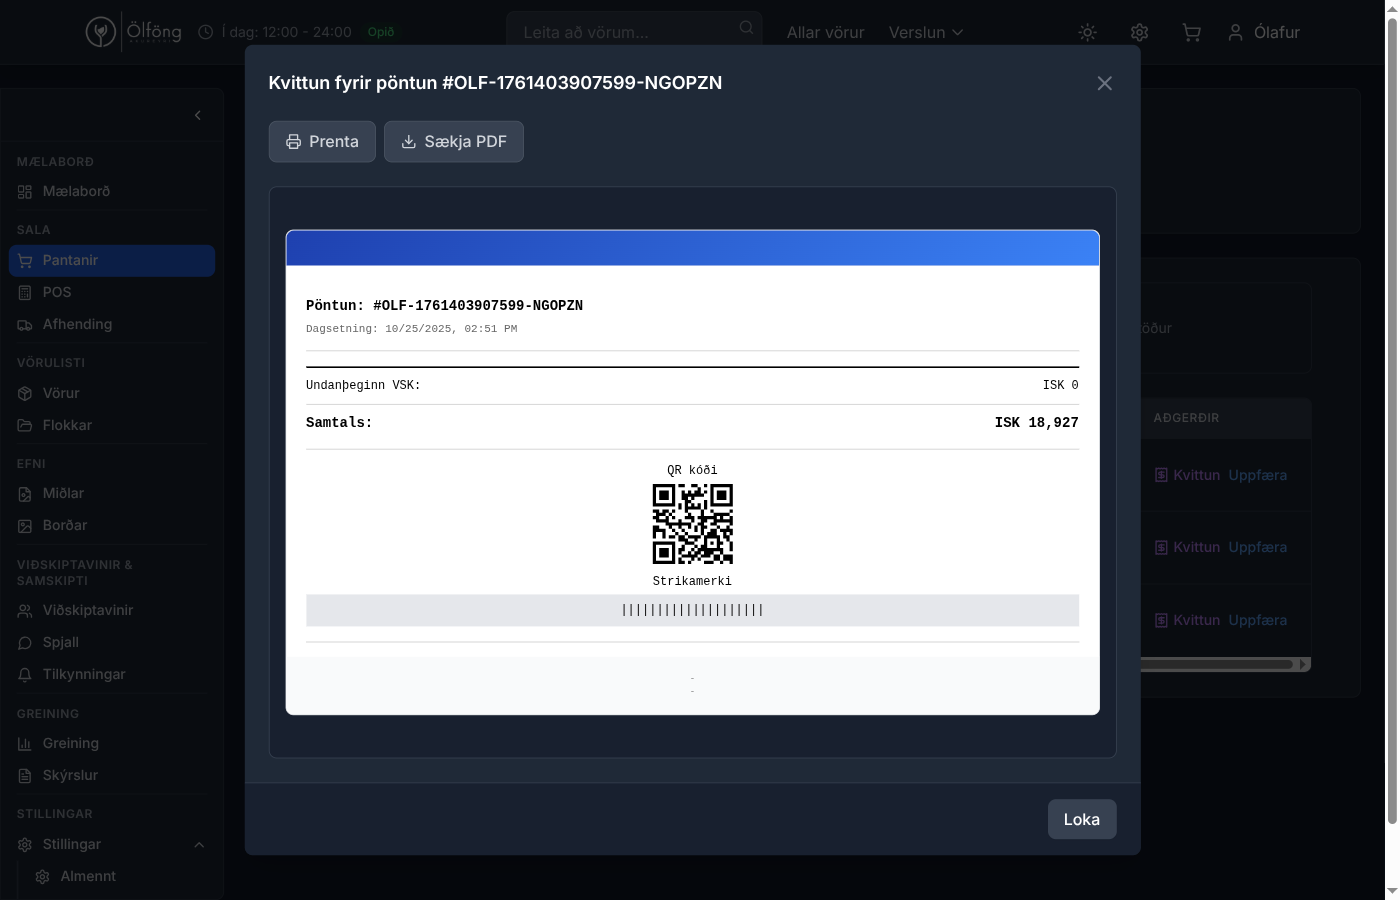 Ölföng
Í dag: 12:00 - 24:00
Opið
Leita að vörum...
Allar vörur
Verslun
Ólafur
Kvittun fyrir pöntun #OLF-1761403907599-NGOPZN
Prenta
Sækja PDF
MÆLABORÐ
Mælaborð
SALA
Pantanir
POS
Afhending
VÖRULISTI
Vörur
Flokkar
EFNI
Miðlar
Borðar
VIÐSKIPTAVINIR &
SAMSKIPTI
Viðskiptavinir
Spjall
Tilkynningar
GREINING
Greining
Skýrslur
STILLINGAR
Stillingar
Almennt
Pöntun: #OLF-1761403907599-NGOPZN
Dagsetning: 10/25/2025, 02:51 PM
Undanþeginn VSK: ISK 0
Samtals: ISK 18,927
QR kóði
Strikamerki
||||||||||||||||||||
-
-
Loka
AÐGERÐIR
Kvittun Uppfæra
Kvittun Uppfæra
Kvittun Uppfæra